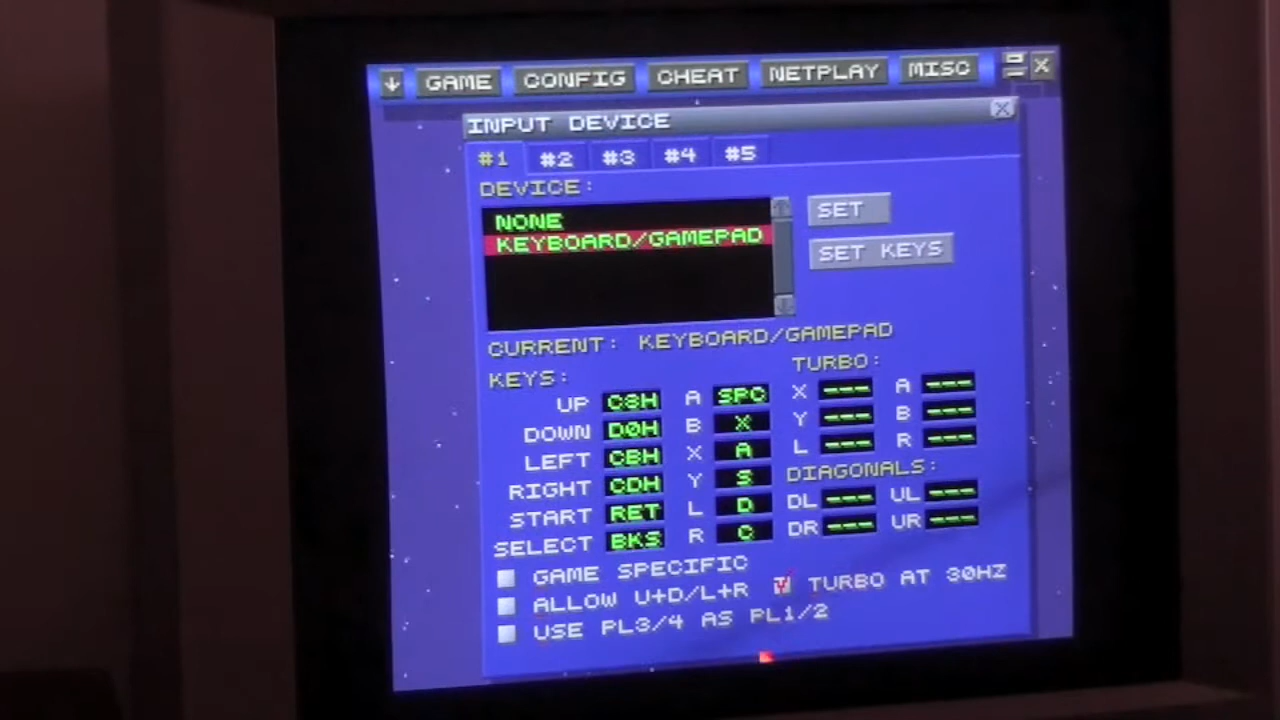 GAME CONFIG CHEAT NETPLAY MISC X
INPUT DEVICE X
#1 #2 #3 #4 #5
DEVICE:
NONE
KEYBOARD/GAMEPAD
SET
SET KEYS
CURRENT: KEYBOARD/GAMEPAD
KEYS: TURBO:
UP C8H A SPC X --- A ---
DOWN D0H B X Y --- B ---
LEFT CBH X A L --- R ---
RIGHT CDH Y S DIAGONALS:
START RET L D DL --- UL ---
SELECT BKS R C DR --- UR ---
GAME SPECIFIC
ALLOW U+D/L+R TURBO AT 30HZ
USE PL3/4 AS PL1/2